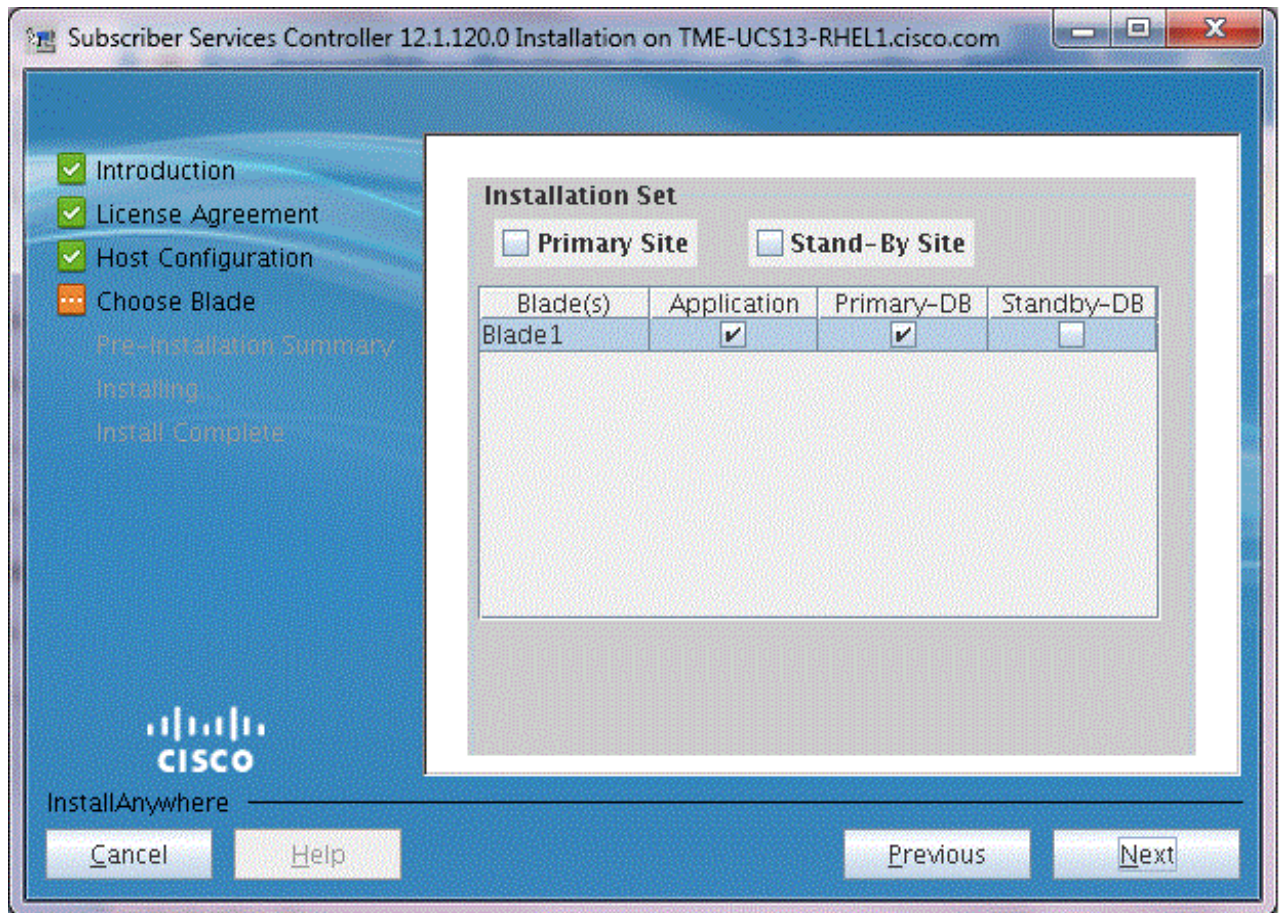 Subscriber Services Controller 12.1.120.0 Installation on TME-UCS13-RHEL1.cisco.com
Introduction
License Agreement
Host Configuration
Choose Blade
Pre-Installation Summary
Installing...
Install Complete
Installation Set
Primary Site
Stand-By Site
Blade(s) Application Primary-DB Standby-DB
Blade1
CISCO
InstallAnywhere
Cancel
Help
Previous
Next